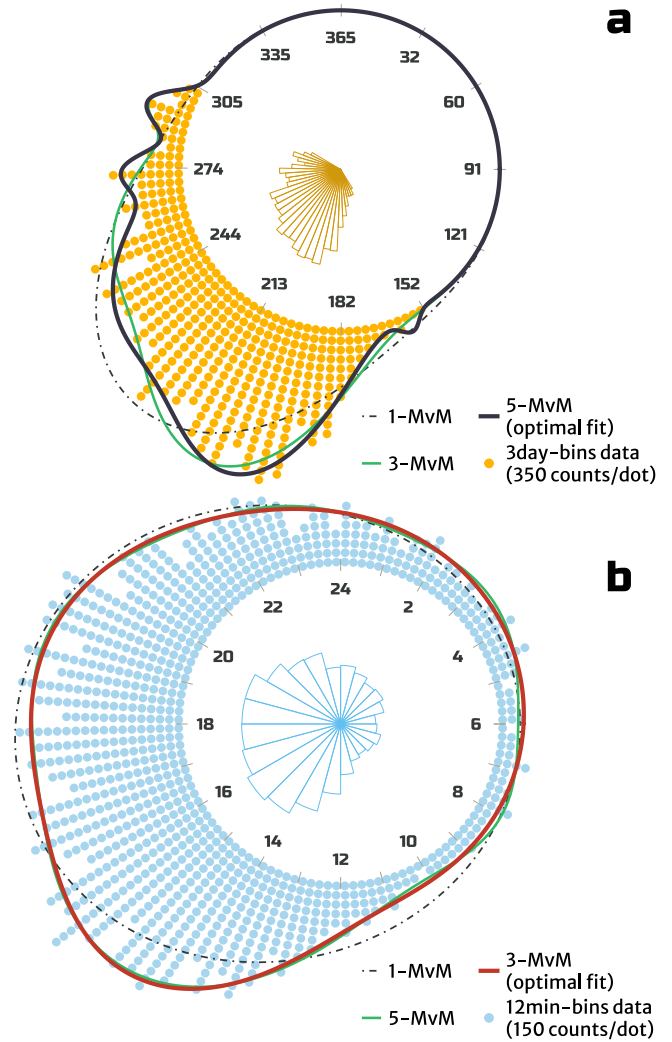 a
365
32
60
91
121
152
182
213
244
274
305
335
1-MvM
3-MvM
5-MvM
(optimal fit)
3day-bins data
(350 counts/dot)
b
24
2
4
6
8
10
12
14
16
18
20
22
1-MvM
5-MvM
3-MvM
(optimal fit)
12min-bins data
(150 counts/dot)